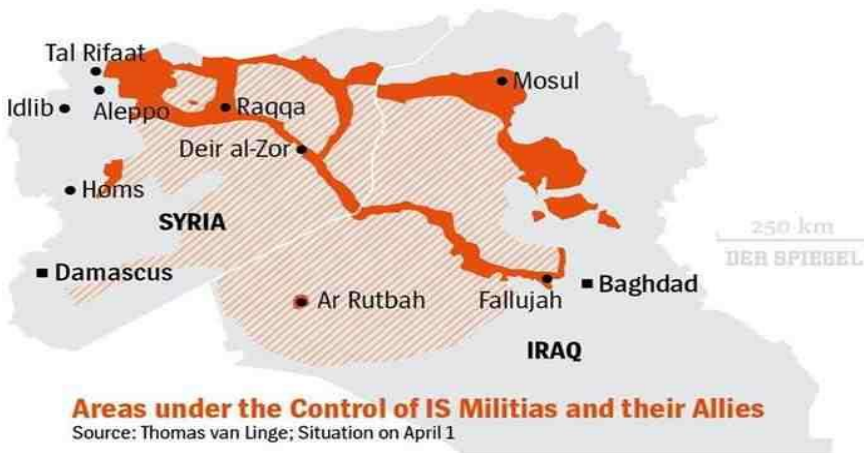 Tal Rifaat
Mosul
Idlib
Aleppo
Raqqa
Deir al-Zor
Homs
SYRIA
250 km
DER SPIEGEL
Damascus
Ar Rutbah
Fallujah
Baghdad
IRAQ
Areas under the Control of IS Militias and their Allies
Source: Thomas van Linge; Situation on April 1